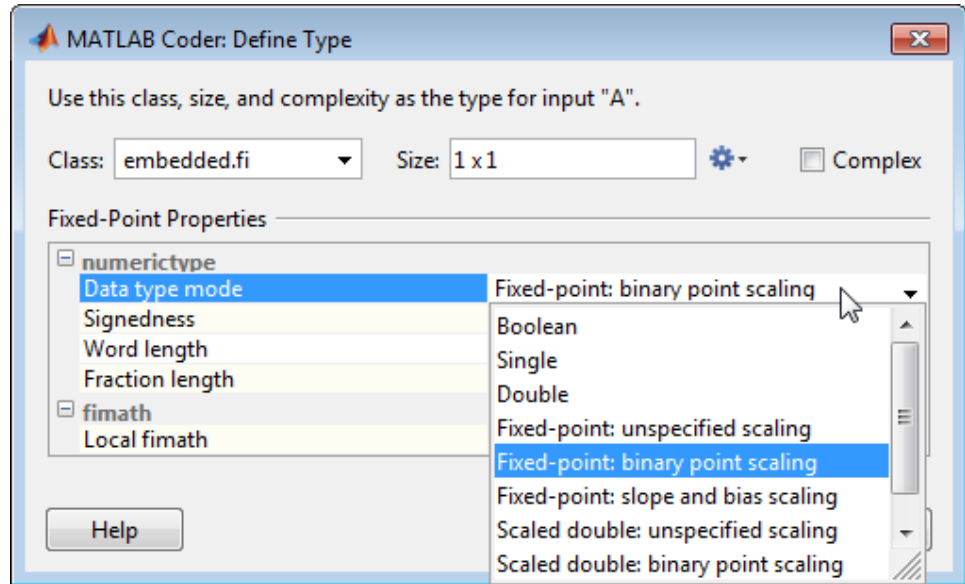 MATLAB Coder: Define Type
Use this class, size, and complexity as the type for input "A".
Class: embedded.fi Size: 1 x 1 Complex
Fixed-Point Properties
numerictype
Data type mode Fixed-point: binary point scaling
Signedness
Word length
Fraction length
fimath
Local fimath
Boolean
Single
Double
Fixed-point: unspecified scaling
Fixed-point: binary point scaling
Fixed-point: slope and bias scaling
Scaled double: unspecified scaling
Scaled double: binary point scaling
Help